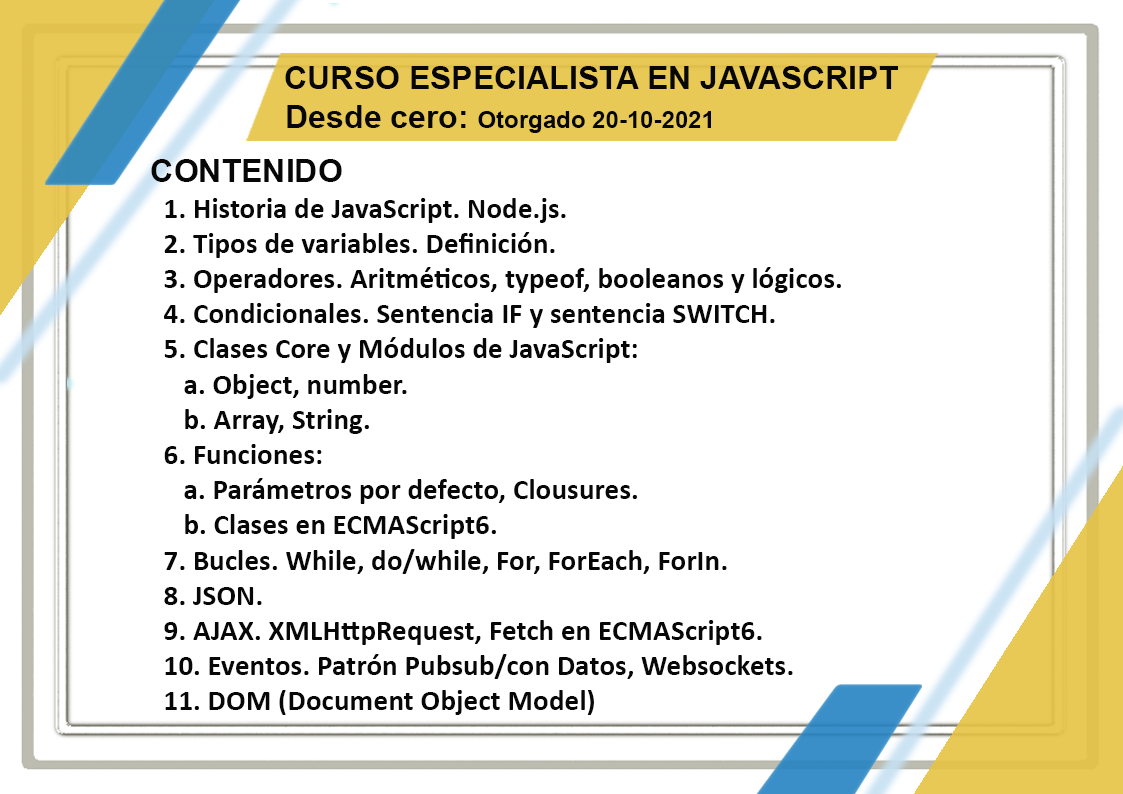 CURSO ESPECIALISTA EN JAVASCRIPT
Desde cero: Otorgado 20-10-2021
CONTENIDO
1. Historia de JavaScript. Node.js.
2. Tipos de variables. Definición.
3. Operadores. Aritméticos, typeof, booleanos y lógicos.
4. Condicionales. Sentencia IF y sentencia SWITCH.
5. Clases Core y Módulos de JavaScript:
a. Object, number.
b. Array, String.
6. Funciones:
a. Parámetros por defecto, Clousures.
b. Clases en ECMAScript6.
7. Bucles. While, do/while, For, ForEach, ForIn.
8. JSON.
9. AJAX. XMLHttpRequest, Fetch en ECMAScript6.
10. Eventos. Patrón Pubsub/con Datos, Websockets.
11. DOM (Document Object Model)